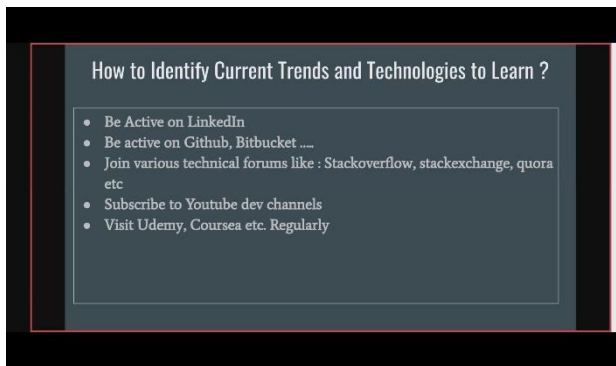 How to Identify Current Trends and Technologies to Learn ?
● Be Active on LinkedIn
● Be active on Github, Bitbucket .....
● Join various technical forums like : Stackoverflow, stackexchange, quora
etc
● Subscribe to Youtube dev channels
● Visit Udemy, Coursea etc. Regularly